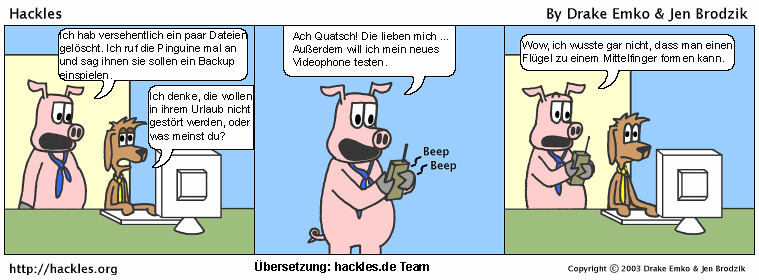 Hackles
By Drake Emko & Jen Brodzik
Ich hab versehentlich ein paar Dateien
gelöscht. Ich ruf die Pinguine mal an
und sag ihnen sie sollen ein Backup
einspielen.
Ich denke, die wollen
in ihrem Urlaub nicht
gestört werden, oder
was meinst du?
Ach Quatsch! Die lieben mich ...
Außerdem will ich mein neues
Videophone testen.
Beep
Beep
Wow, ich wusste gar nicht, dass man einen
Flügel zu einem Mittelfinger formen kann.
http://hackles.org
Übersetzung: hackles.de Team
Copyright © 2003 Drake Emko & Jen Brodzik